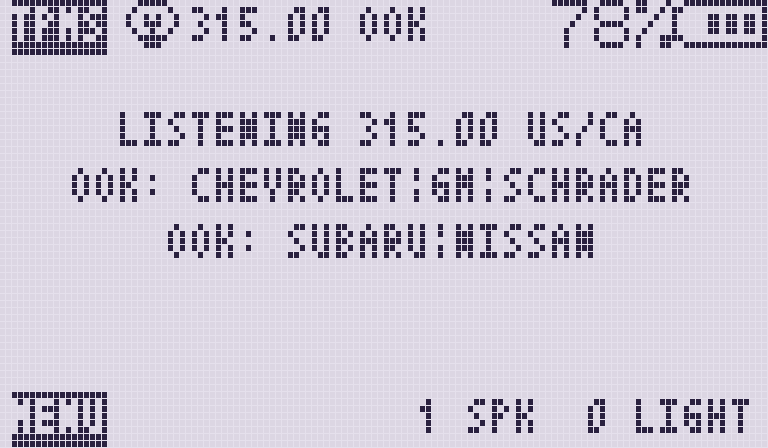 315.00 OOK 78%
LISTENING 315.00 US/CA
OOK: CHEVROLET|GM|SCHRADER
OOK: SUBARU|NISSAN
1 SPK 0 LIGHT